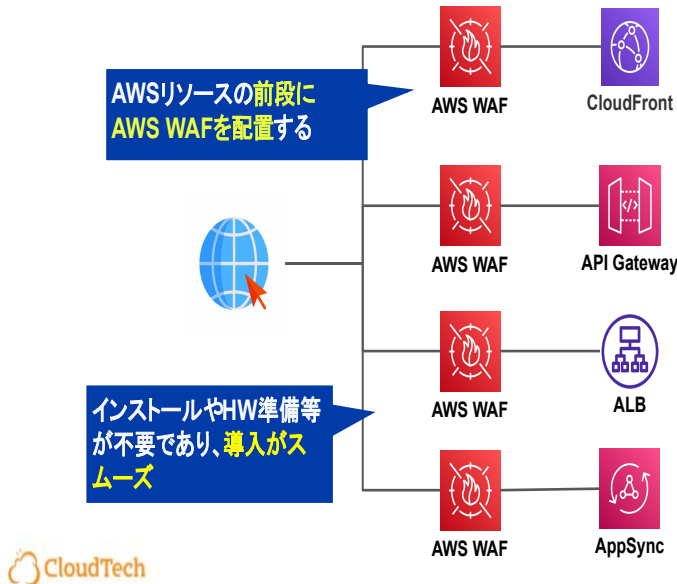 AWSリソースの前段に
AWS WAFを配置する
AWS WAF
CloudFront
</>
AWS WAF
API Gateway
インストールやHW準備等
が不要であり、導入がス
ムーズ
AWS WAF
ALB
AWS WAF
AppSync
CloudTech